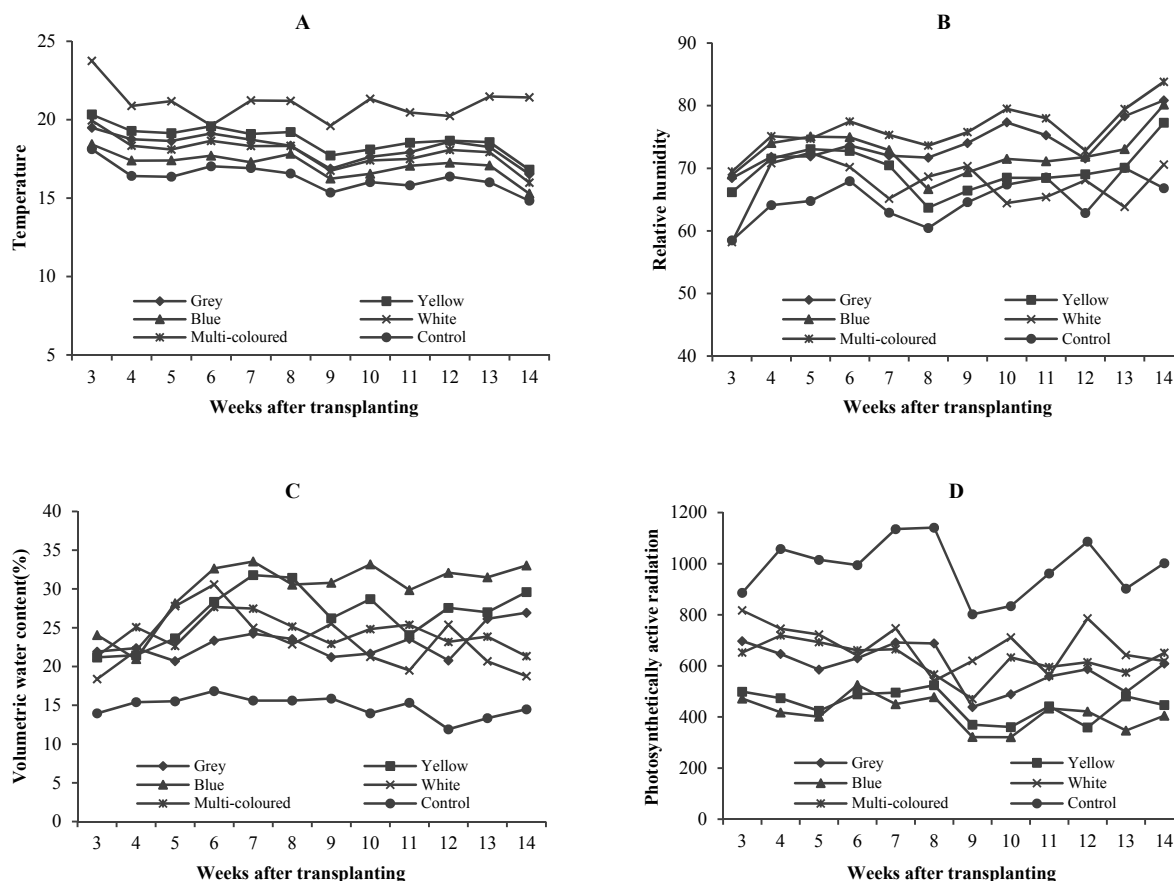 A
25
20
15
10
5
Temperature
Grey
Yellow
Blue
White
Multi-coloured
Control
3 4 5 6 7 8 9 10 11 12 13 14
Weeks after transplanting
B
90
80
70
60
50
40
Relative humidity
Grey
Yellow
Blue
White
Multi-coloured
Control
3 4 5 6 7 8 9 10 11 12 13 14
Weeks after transplanting
C
40
35
30
25
20
15
10
5
0
Volumetric water content(%)
Grey
Yellow
Blue
White
Multi-coloured
Control
3 4 5 6 7 8 9 10 11 12 13 14
Weeks after transplanting
D
1200
1000
800
600
400
200
0
Photosynthetically active radiation
Grey
Yellow
Blue
White
Multi-coloured
Control
3 4 5 6 7 8 9 10 11 12 13 14
Weeks after transplanting